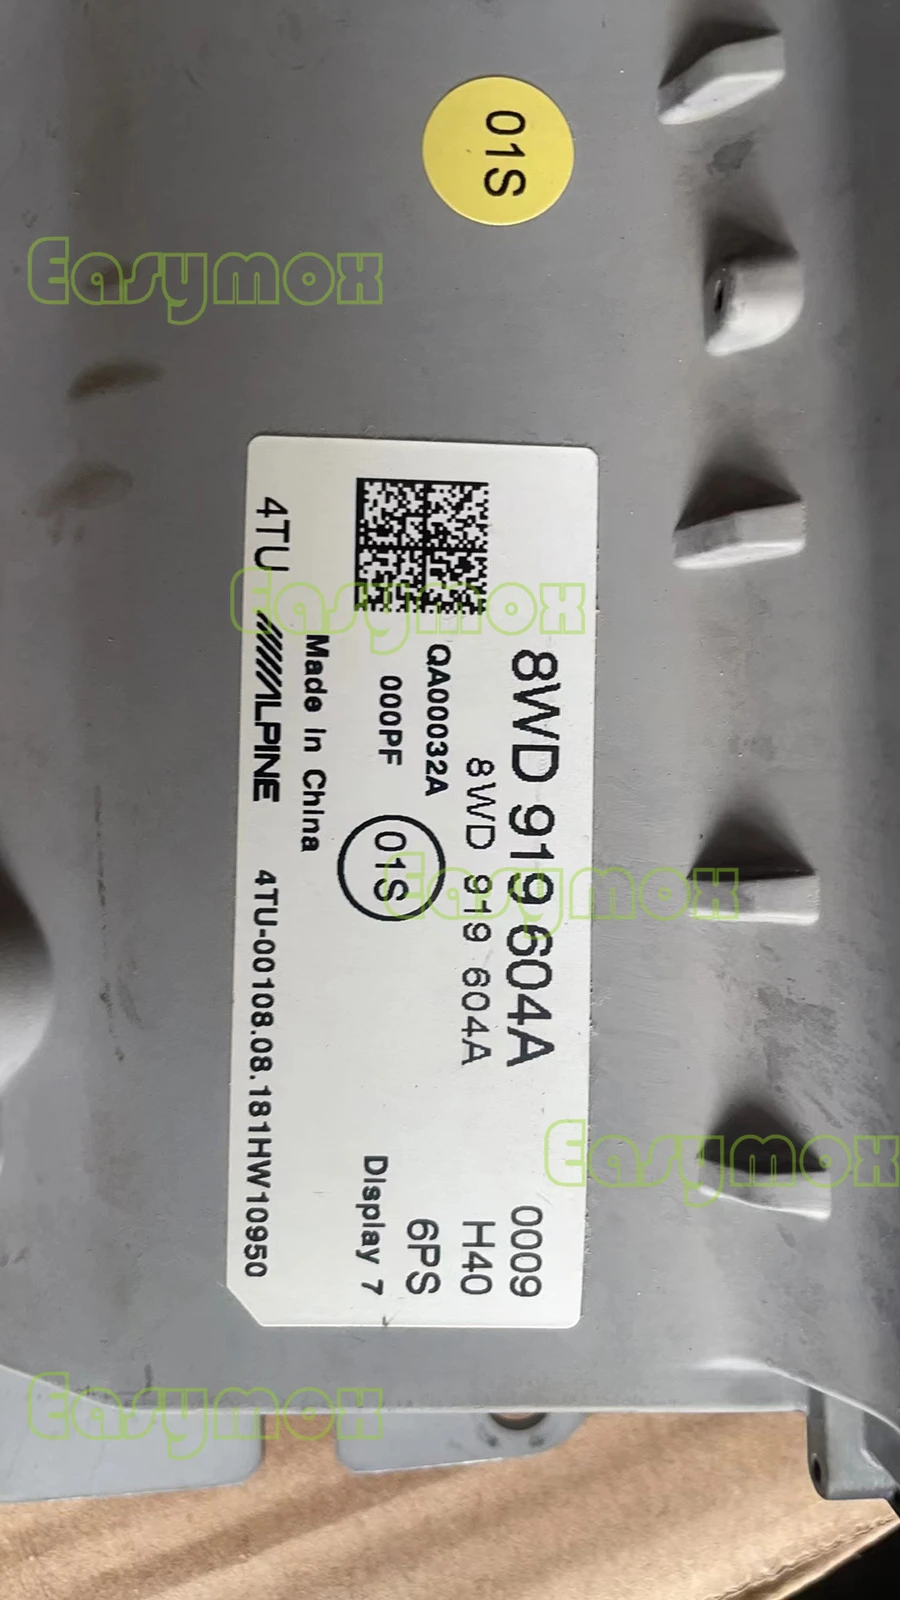 01S
8WD 919 604A 0009
8WD 919 604A H40
QA00032A 6PS
000PF 01S Display 7
Made in China
4TU ALPINE 4TU-00108.08.181HW10950
Easymox
Easymox
Easymox
Easymox
Easymox